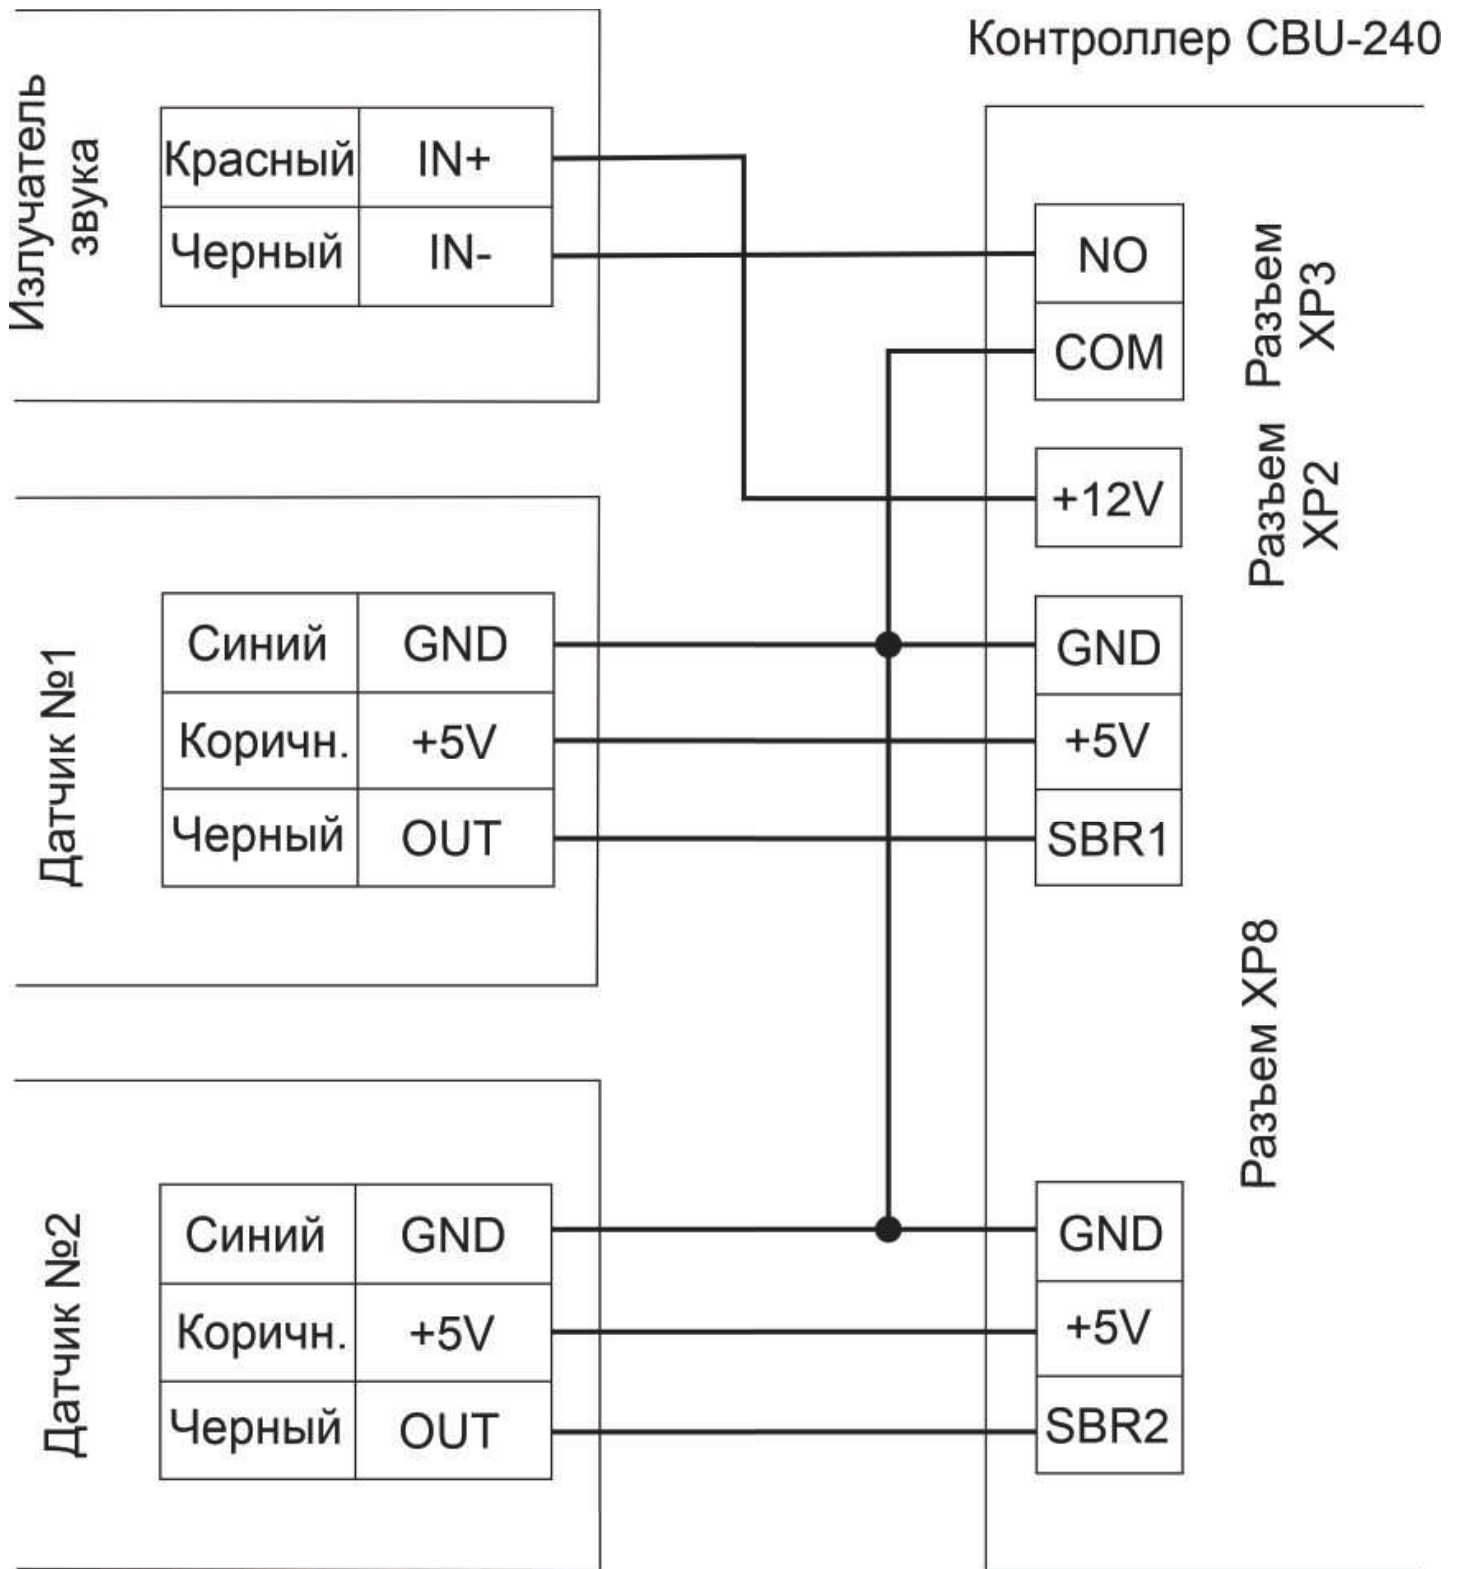 Контроллер CBU-240
Излучатель
звука
Красный IN+
Черный IN-
NO
COM
Разъем
XP3
+12V
Разъем
XP2
Датчик №1
Синий GND
Коричн. +5V
Черный OUT
GND
+5V
SBR1
Разъем XP8
Датчик №2
Синий GND
Коричн. +5V
Черный OUT
GND
+5V
SBR2